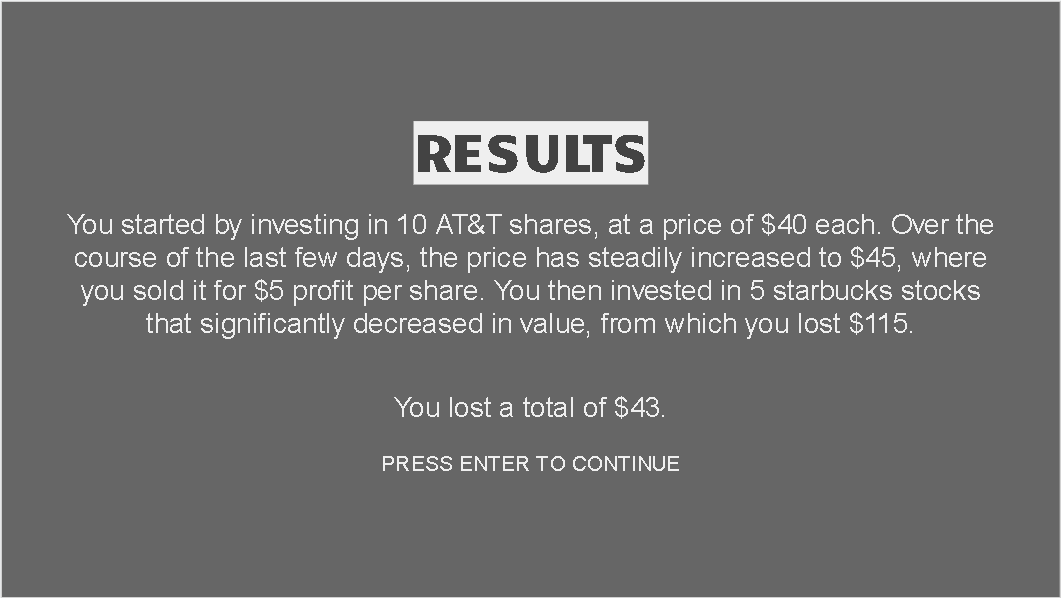 RESULTS
You started by investing in 10 AT&T shares, at a price of $40 each. Over the
course of the last few days, the price has steadily increased to $45, where
you sold it for $5 profit per share. You then invested in 5 starbucks stocks
that significantly decreased in value, from which you lost $115.
You lost a total of $43.
PRESS ENTER TO CONTINUE